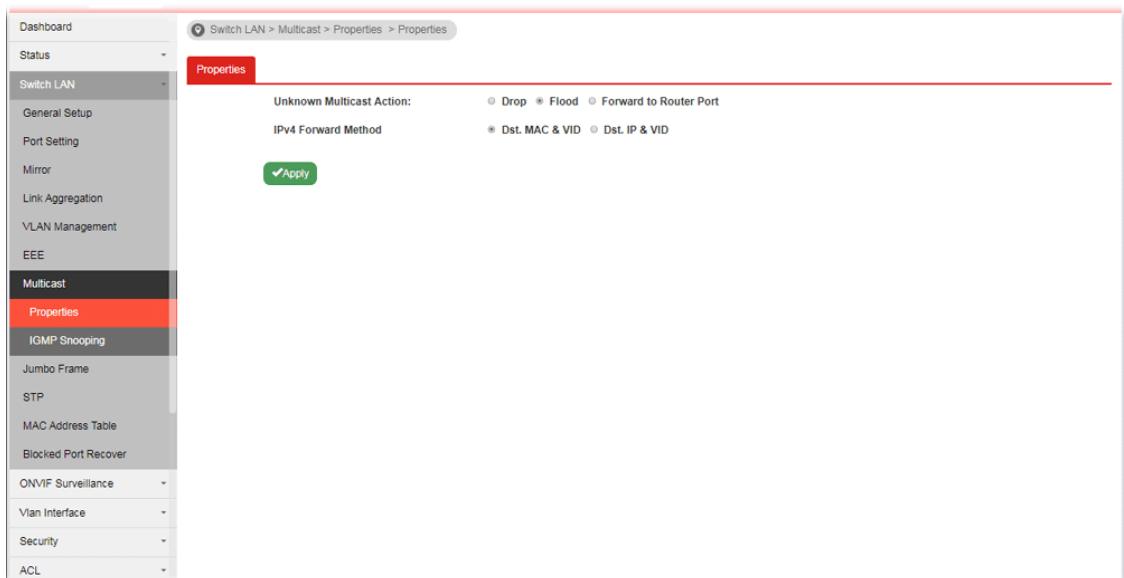 Dashboard
Status
Switch LAN
General Setup
Port Setting
Mirror
Link Aggregation
VLAN Management
EEE
Multicast
Properties
IGMP Snooping
Jumbo Frame
STP
MAC Address Table
Blocked Port Recover
ONVIF Surveillance
Vlan Interface
Security
ACL
Switch LAN > Multicast > Properties > Properties
Properties
Unknown Multicast Action: Drop Flood Forward to Router Port
IPv4 Forward Method Dst. MAC & VID Dst. IP & VID
Apply